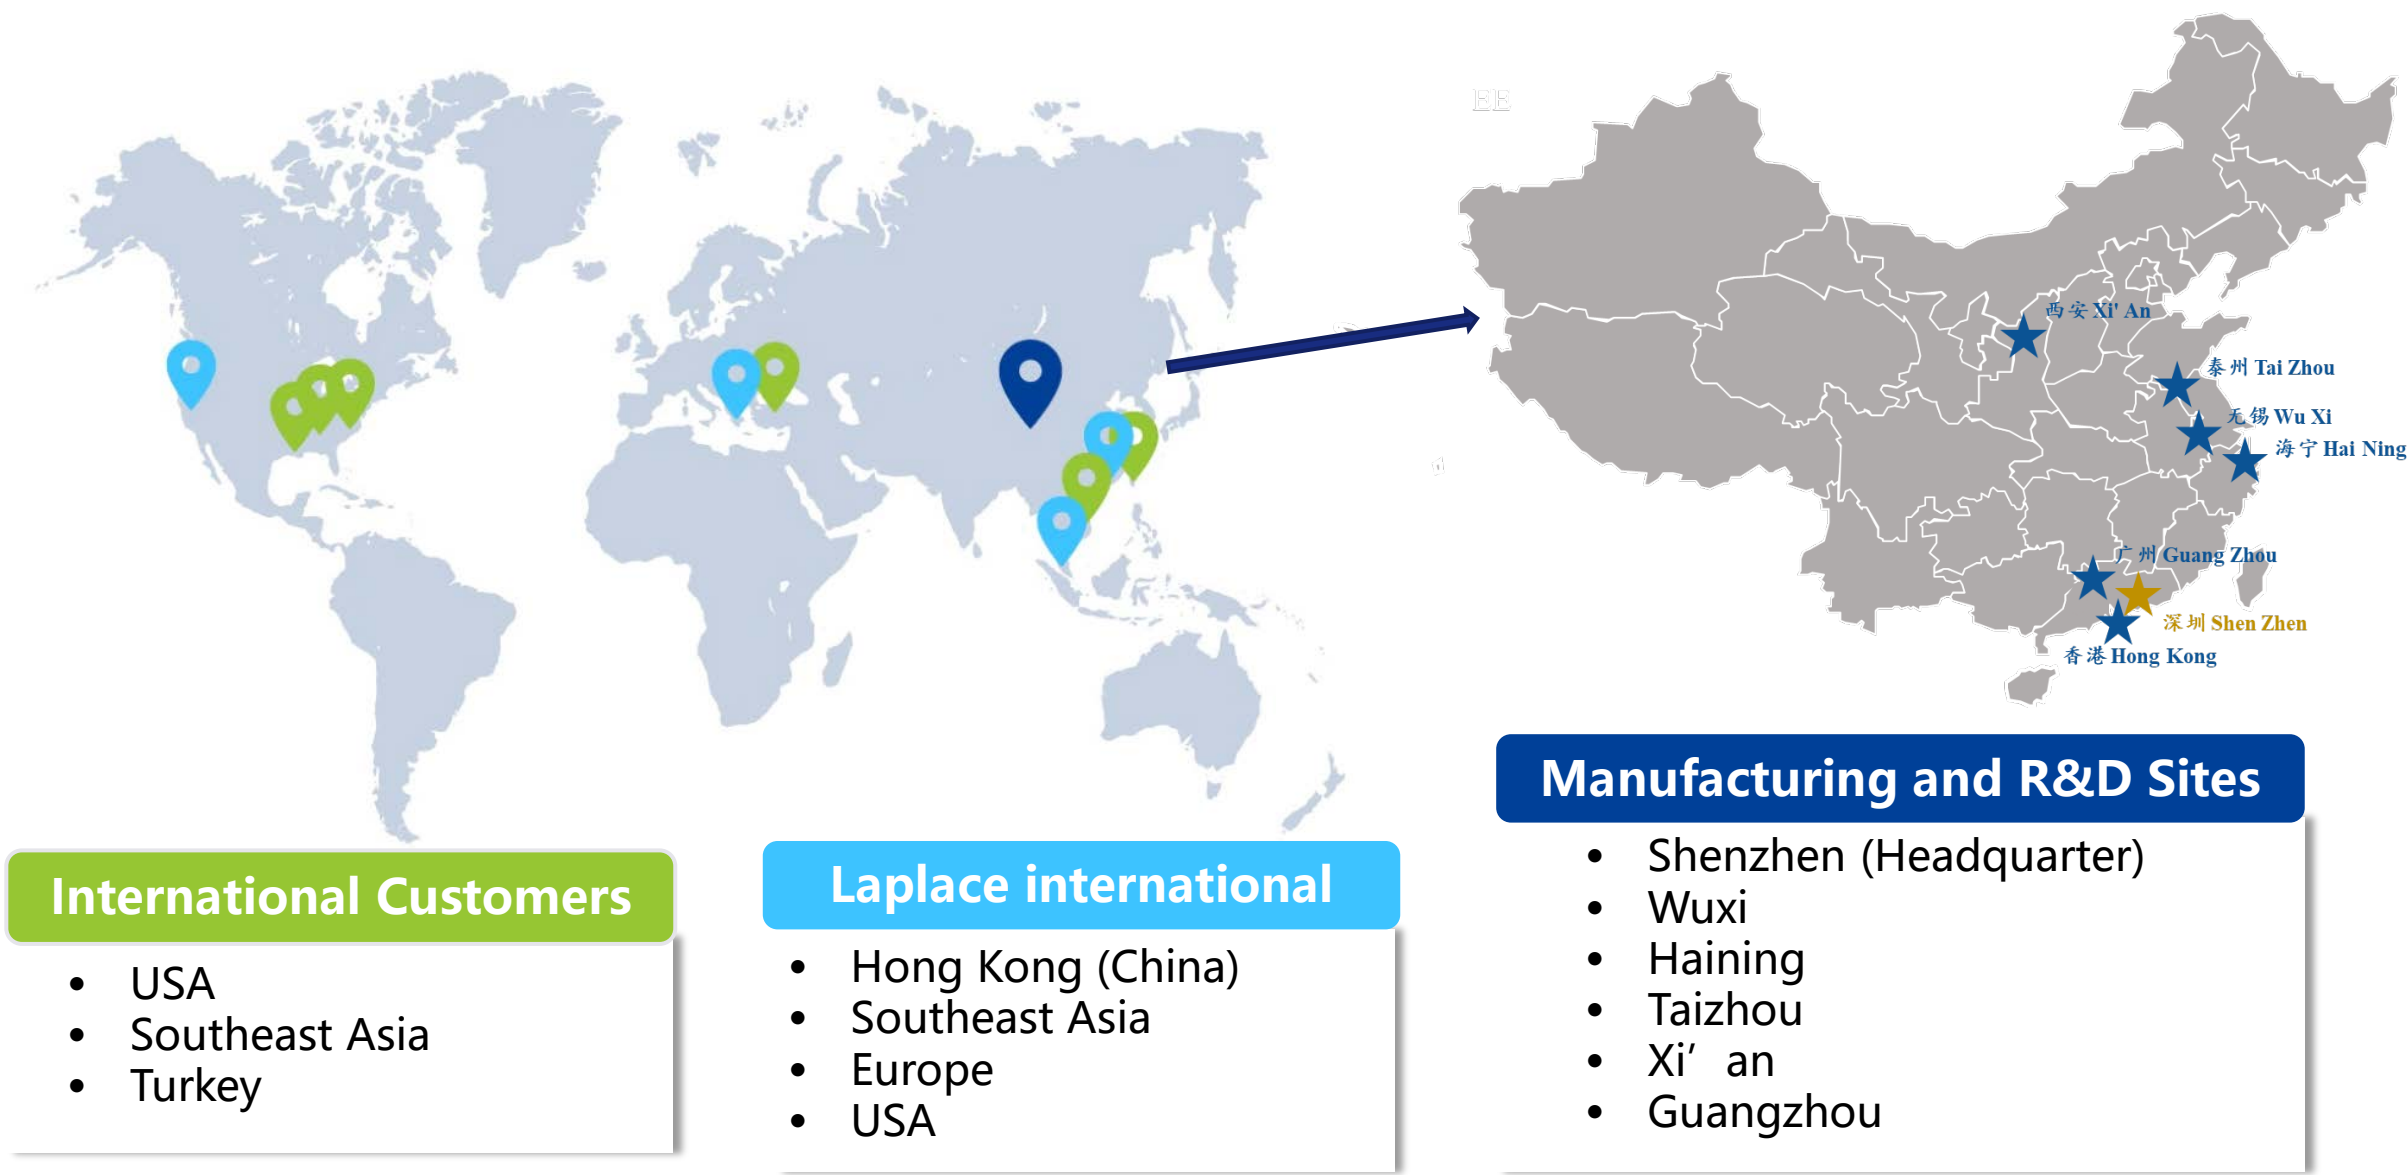 EE
西安 Xi' An
泰州 Tai Zhou
无锡 Wu Xi
海宁 Hai Ning
广州 Guang Zhou
深圳 Shen Zhen
香港 Hong Kong
International Customers
• USA
• Southeast Asia
• Turkey
Laplace international
• Hong Kong (China)
• Southeast Asia
• Europe
• USA
Manufacturing and R&D Sites
• Shenzhen (Headquarter)
• Wuxi
• Haining
• Taizhou
• Xi’ an
• Guangzhou